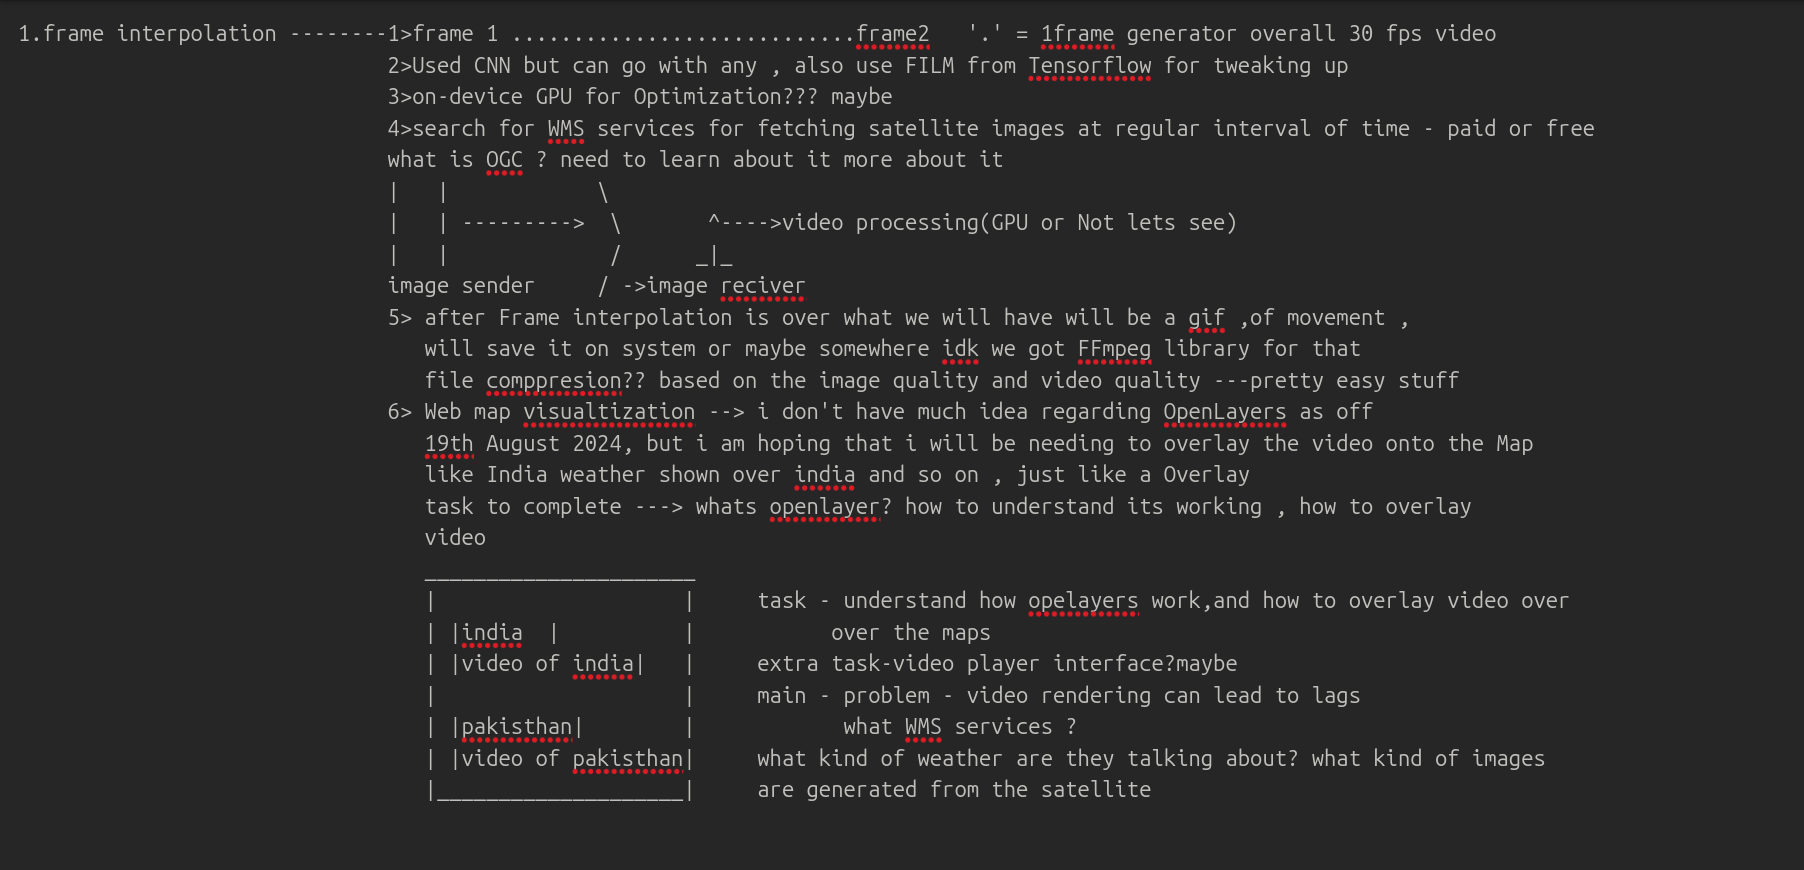 1.frame interpolation --------1>frame 1 ............................frame2   '.' = 1frame generator overall 30 fps video
                              2>Used CNN but can go with any , also use FILM from Tensorflow for tweaking up
                              3>on-device GPU for Optimization??? maybe
                              4>search for WMS services for fetching satellite images at regular interval of time - paid or free
                              what is OGC ? need to learn about it more about it
                              |   |            \
                              |   | --------->  \       ^---->video processing(GPU or Not lets see)
                              |   |             /      _|_
                              image sender     / ->image reciver
                              5> after Frame interpolation is over what we will have will be a gif ,of movement ,
                                 will save it on system or maybe somewhere idk we got FFmpeg library for that
                                 file comppresion?? based on the image quality and video quality ---pretty easy stuff
                              6> Web map visualtization --> i don't have much idea regarding OpenLayers as off
                                 19th August 2024, but i am hoping that i will be needing to overlay the video onto the Map
                                 like India weather shown over india and so on , just like a Overlay
                                 task to complete ---> whats openlayer? how to understand its working , how to overlay
                                 video
                                 ______________________
                                 |                    |     task - understand how opelayers work,and how to overlay video over
                                 | |india  |          |           over the maps
                                 | |video of india|   |     extra task-video player interface?maybe
                                 |                    |     main - problem - video rendering can lead to lags
                                 | |pakisthan|        |            what WMS services ?
                                 | |video of pakisthan|     what kind of weather are they talking about? what kind of images
                                 |____________________|     are generated from the satellite